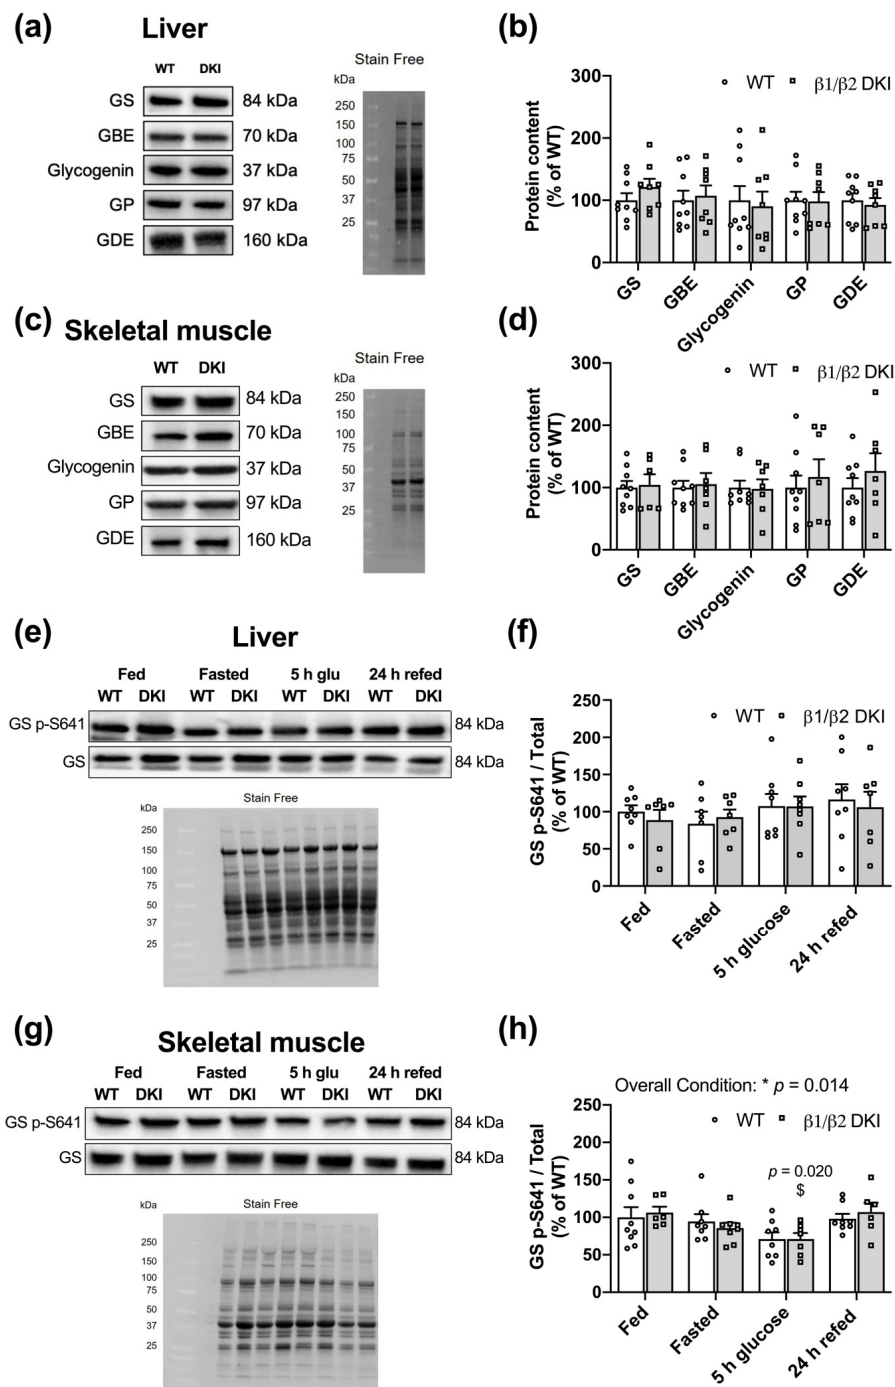 (a)
Liver
WT DKI
GS 84 kDa
GBE 70 kDa
Glycogenin 37 kDa
GP 97 kDa
GDE 160 kDa
Stain Free
kDa
250
150
100
75
50
37
25
(b)
WT β1/β2 DKI
Protein content
(% of WT)
300
200
100
0
GS
GBE
Glycogenin
GP
GDE
(c)
Skeletal muscle
WT DKI
GS 84 kDa
GBE 70 kDa
Glycogenin 37 kDa
GP 97 kDa
GDE 160 kDa
Stain Free
kDa
250
150
100
75
50
37
25
(d)
WT β1/β2 DKI
Protein content
(% of WT)
300
200
100
0
GS
GBE
Glycogenin
GP
GDE
(e)
Liver
Fed Fasted 5 h glu 24 h refed
WT DKI WT DKI WT DKI WT DKI
GS p-S641 84 kDa
GS 84 kDa
Stain Free
kDa
250
150
100
75
50
37
25
(f)
WT β1/β2 DKI
GS p-S641 / Total
(% of WT)
250
200
150
100
50
0
Fed
Fasted
5 h glucose
24 h refed
(g)
Skeletal muscle
Fed Fasted 5 h glu 24 h refed
WT DKI WT DKI WT DKI WT DKI
GS p-S641 84 kDa
GS 84 kDa
Stain Free
kDa
250
150
100
75
50
37
25
(h)
Overall Condition: * p = 0.014
WT β1/β2 DKI
GS p-S641 / Total
(% of WT)
250
200
150
100
50
0
p = 0.020
$
Fed
Fasted
5 h glucose
24 h refed